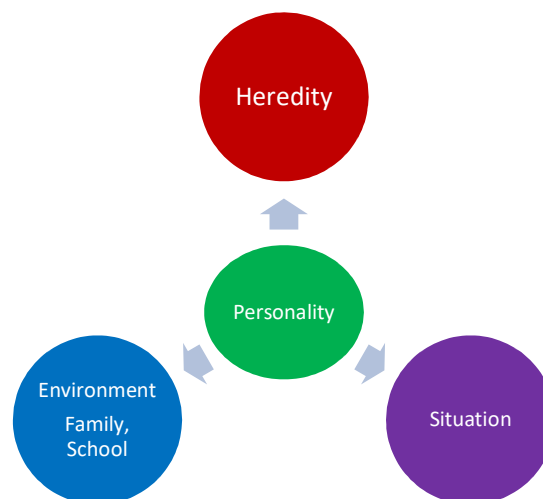 Heredity
Personality
Environment
Family,
School
Situation